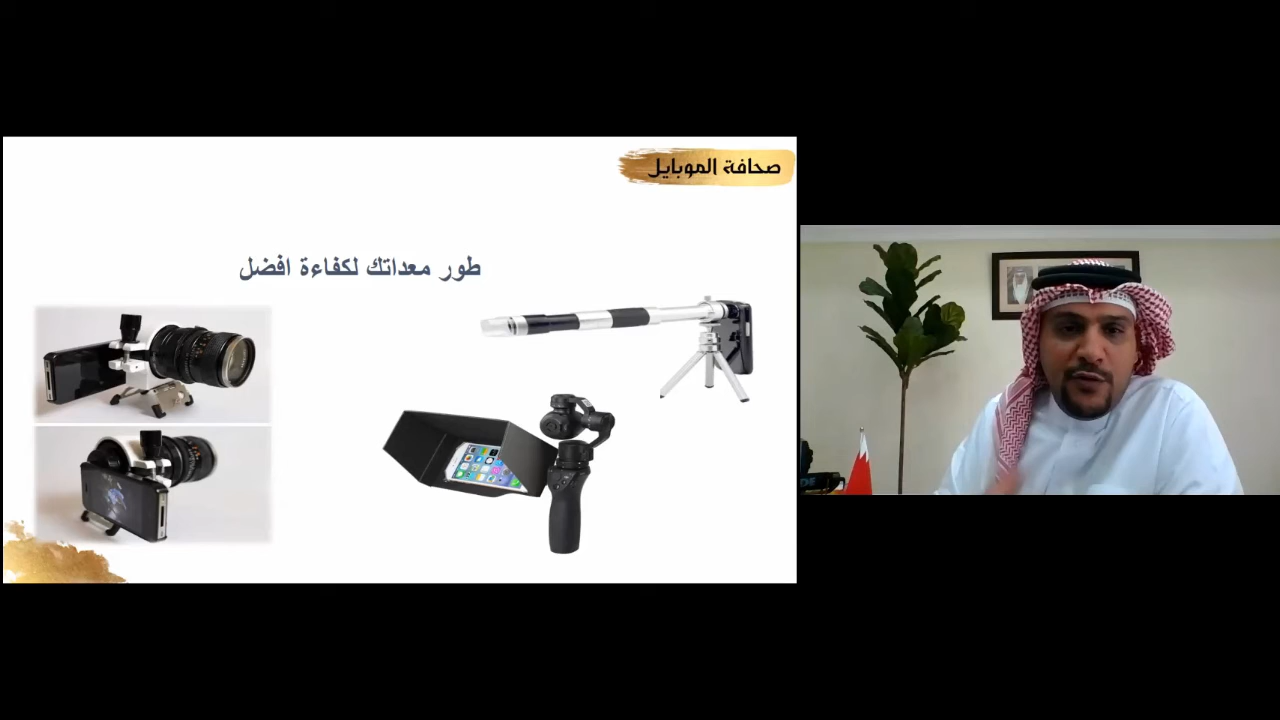 صحافة الموبايل
طور معداتك لكفاءة افضل